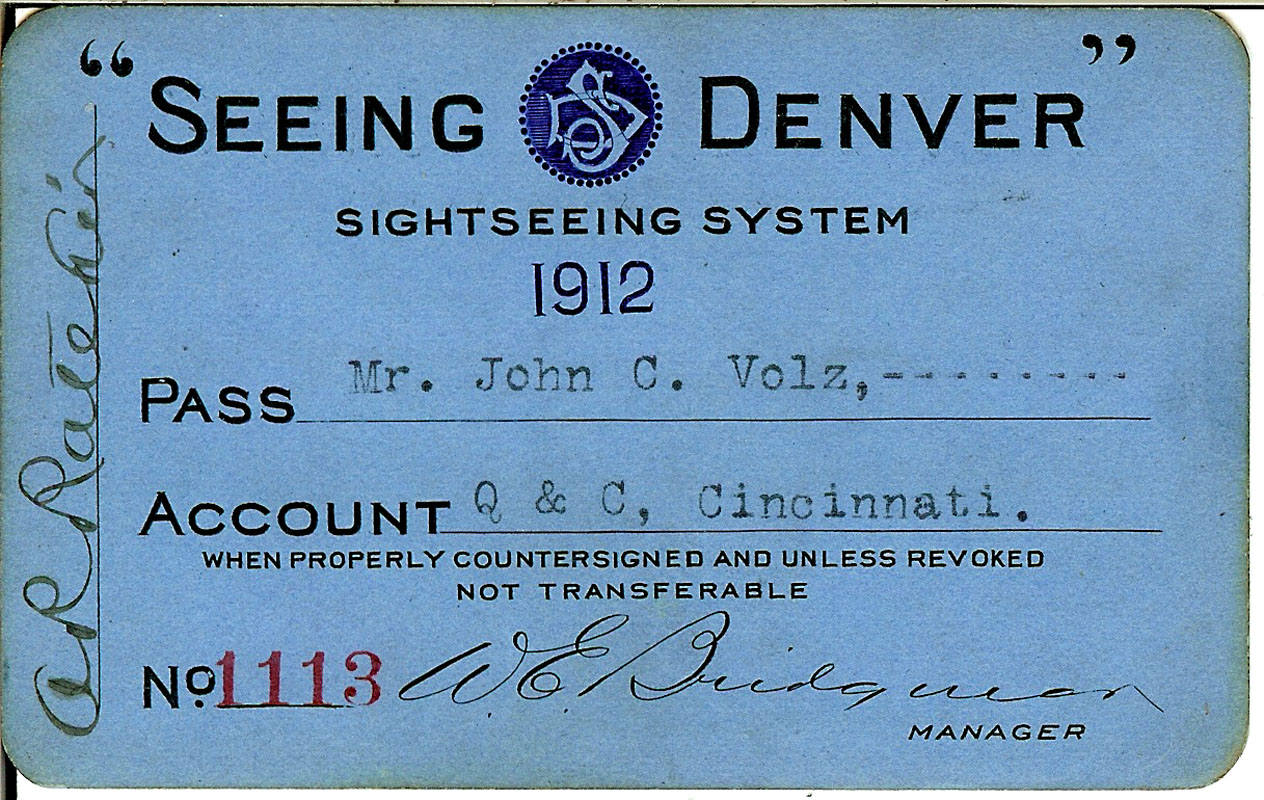 “SEEING DENVER”
SIGHTSEEING SYSTEM
1912
PASS Mr. John C. Volz,---------
ACCOUNT Q & C, Cincinnati.
WHEN PROPERLY COUNTERSIGNED AND UNLESS REVOKED
NOT TRANSFERABLE
No. 1113 W. E. Bridgman
MANAGER